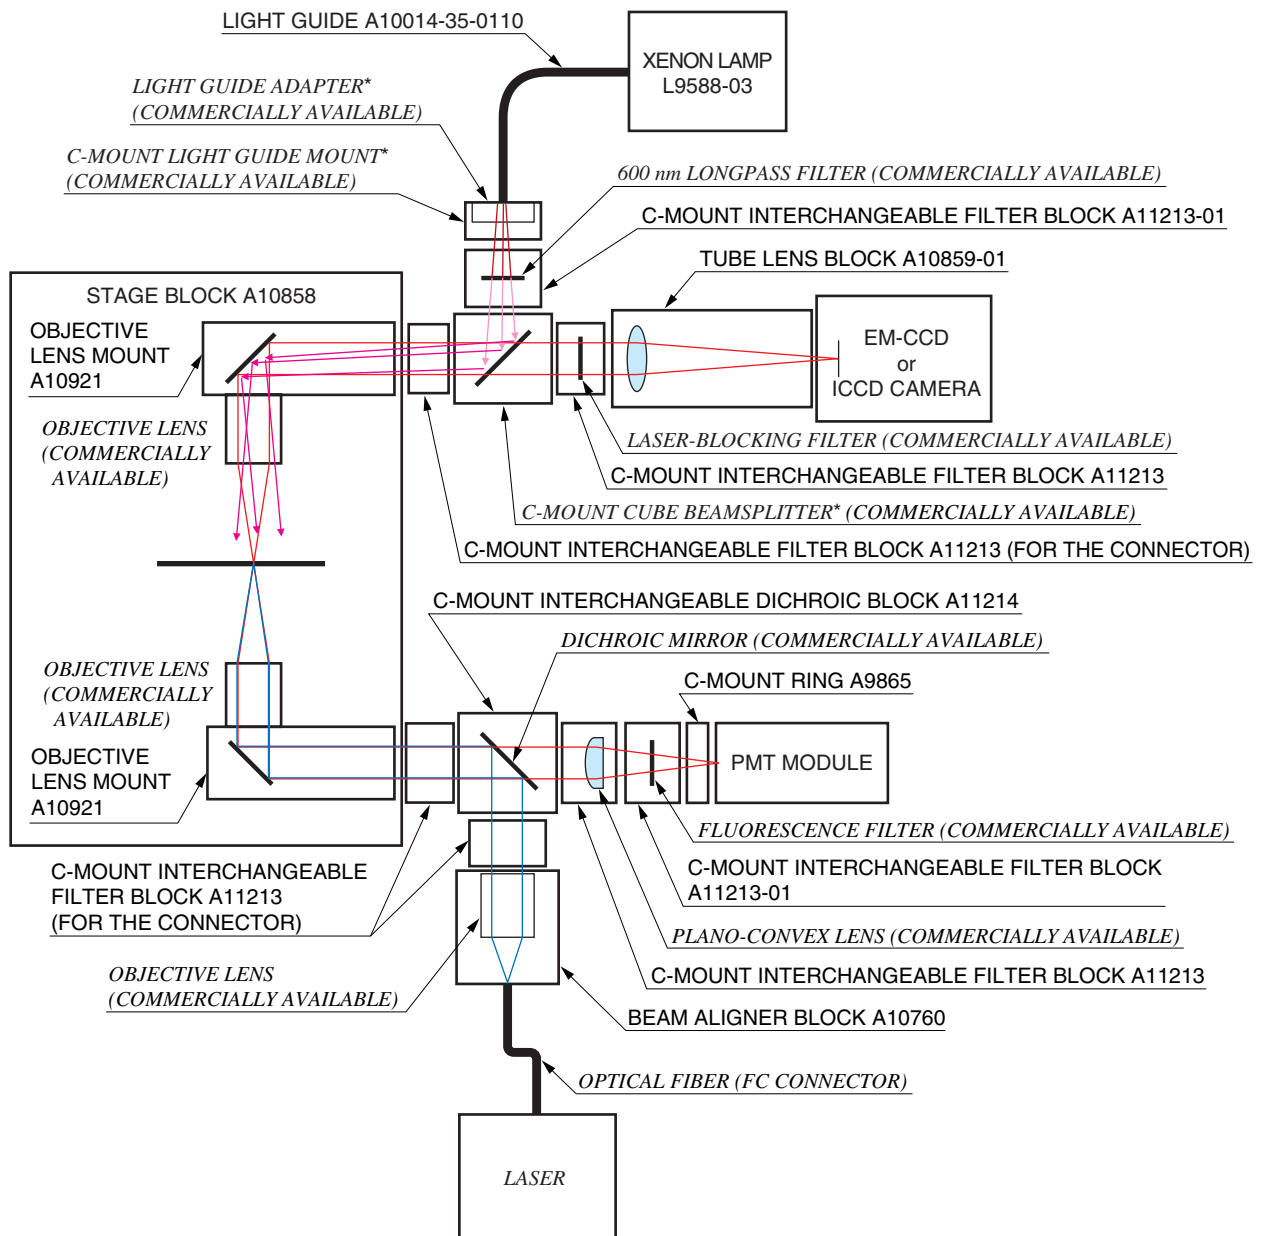 LIGHT GUIDE A10014-35-0110
XENON LAMP
L9588-03
LIGHT GUIDE ADAPTER*
(COMMERCIALLY AVAILABLE)
C-MOUNT LIGHT GUIDE MOUNT*
(COMMERCIALLY AVAILABLE)
600 nm LONGPASS FILTER (COMMERCIALLY AVAILABLE)
C-MOUNT INTERCHANGEABLE FILTER BLOCK A11213-01
TUBE LENS BLOCK A10859-01
STAGE BLOCK A10858
OBJECTIVE
LENS MOUNT
A10921
EM-CCD
or
ICCD CAMERA
OBJECTIVE LENS
(COMMERCIALLY
AVAILABLE)
LASER-BLOCKING FILTER (COMMERCIALLY AVAILABLE)
C-MOUNT INTERCHANGEABLE FILTER BLOCK A11213
C-MOUNT CUBE BEAMSPLITTER* (COMMERCIALLY AVAILABLE)
C-MOUNT INTERCHANGEABLE FILTER BLOCK A11213 (FOR THE CONNECTOR)
C-MOUNT INTERCHANGEABLE DICHROIC BLOCK A11214
DICHROIC MIRROR (COMMERCIALLY AVAILABLE)
OBJECTIVE LENS
(COMMERCIALLY
AVAILABLE)
C-MOUNT RING A9865
OBJECTIVE
LENS MOUNT
A10921
PMT MODULE
FLUORESCENCE FILTER (COMMERCIALLY AVAILABLE)
C-MOUNT INTERCHANGEABLE
FILTER BLOCK A11213
(FOR THE CONNECTOR)
C-MOUNT INTERCHANGEABLE FILTER BLOCK
A11213-01
PLANO-CONVEX LENS (COMMERCIALLY AVAILABLE)
OBJECTIVE LENS
(COMMERCIALLY AVAILABLE)
C-MOUNT INTERCHANGEABLE FILTER BLOCK A11213
BEAM ALIGNER BLOCK A10760
OPTICAL FIBER (FC CONNECTOR)
LASER